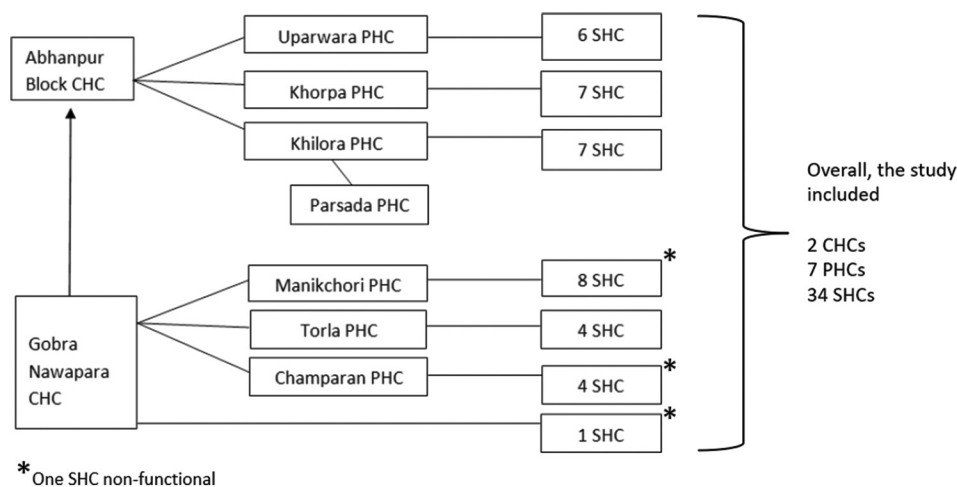 Abhanpur
Block CHC
Uparwara PHC
6 SHC
Khorpa PHC
7 SHC
Khilora PHC
7 SHC
Parsada PHC
Gobra
Nawapara
CHC
Manikchori PHC
8 SHC*
Torla PHC
4 SHC
Champaran PHC
4 SHC*
1 SHC*
Overall, the study
included
2 CHCs
7 PHCs
34 SHCs
*One SHC non-functional